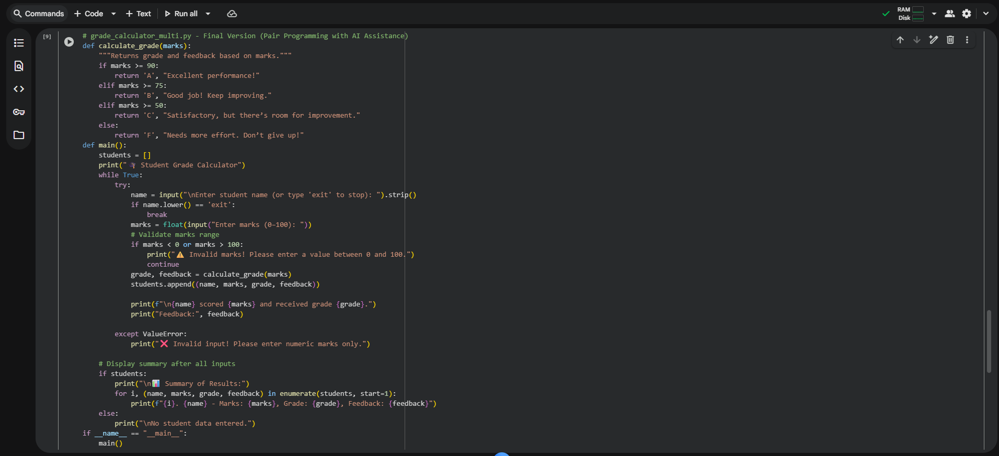 Commands + Code + Text Run all RAM
Disk
[9]
# grade_calculator_multi.py - Final Version (Pair Programming with AI Assistance)
def calculate_grade(marks):
    """Returns grade and feedback based on marks."""
    if marks >= 90:
        return 'A', "Excellent performance!"
    elif marks >= 75:
        return 'B', "Good job! Keep improving."
    elif marks >= 50:
        return 'C', "Satisfactory, but there’s room for improvement."
    else:
        return 'F', "Needs more effort. Don’t give up!"
def main():
    students = []
    print("🎓 Student Grade Calculator")
    while True:
        try:
            name = input("\nEnter student name (or type 'exit' to stop): ").strip()
            if name.lower() == 'exit':
                break
            marks = float(input("Enter marks (0–100): "))
            # Validate marks range
            if marks < 0 or marks > 100:
                print("⚠️ Invalid marks! Please enter a value between 0 and 100.")
                continue
            grade, feedback = calculate_grade(marks)
            students.append((name, marks, grade, feedback))
            print(f"\n{name} scored {marks} and received grade {grade}.")
            print("Feedback:", feedback)
        except ValueError:
            print("❌ Invalid input! Please enter numeric marks only.")
    # Display summary after all inputs
    if students:
        print("\n📊 Summary of Results:")
        for i, (name, marks, grade, feedback) in enumerate(students, start=1):
            print(f"{i}. {name} - Marks: {marks}, Grade: {grade}, Feedback: {feedback}")
    else:
        print("\nNo student data entered.")
if __name__ == "__main__":
    main()